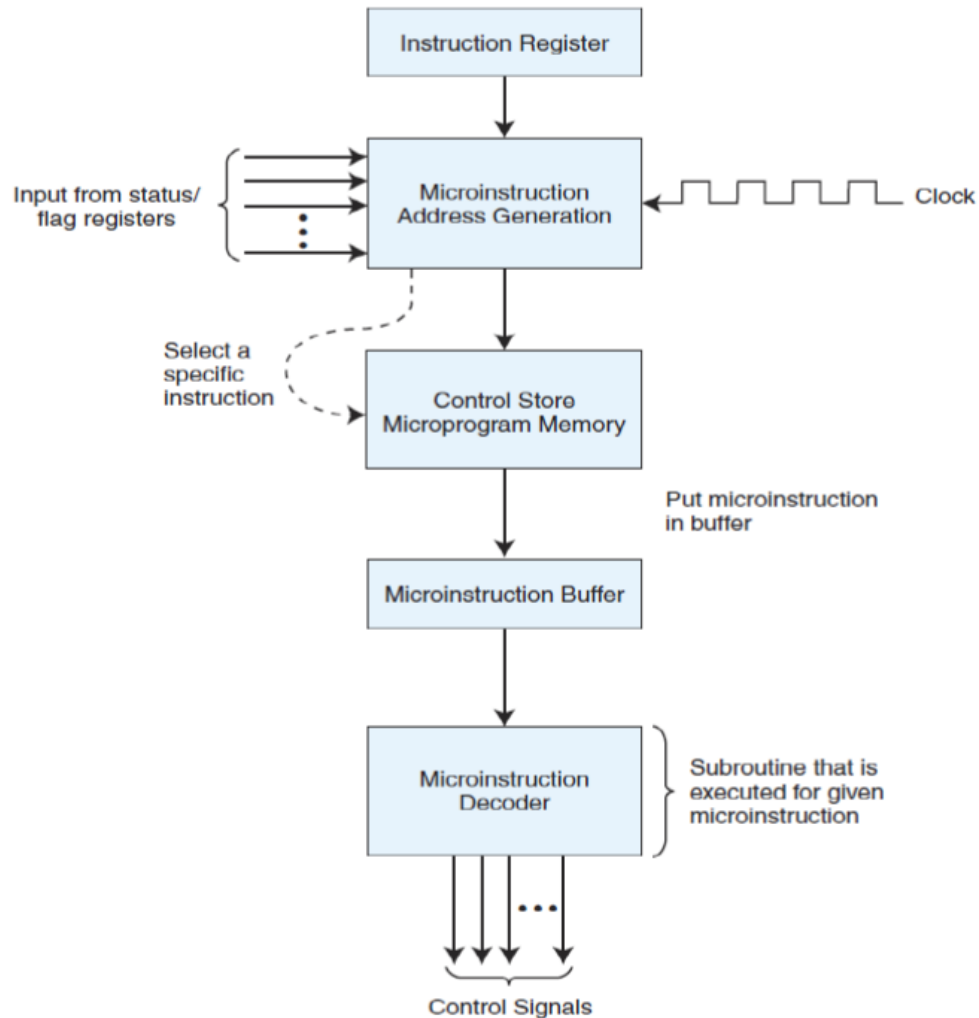 Instruction Register
Input from status/
flag registers
Microinstruction
Address Generation
Clock
Select a
specific
instruction
Control Store
Microprogram Memory
Put microinstruction
in buffer
Microinstruction Buffer
Microinstruction
Decoder
Subroutine that is
executed for given
microinstruction
Control Signals